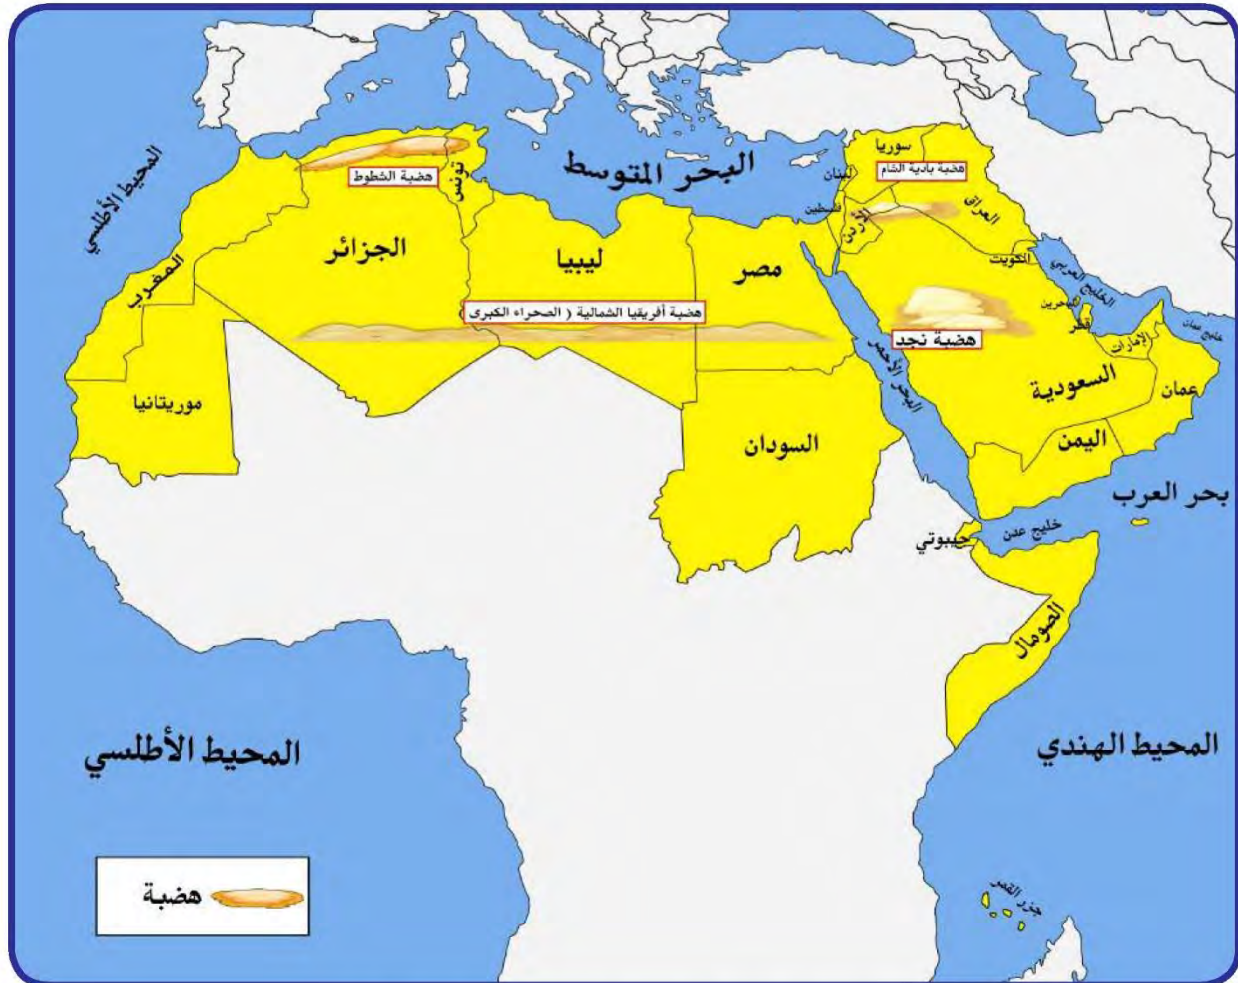 المحيط الأطلسي
البحر المتوسط
سوريا
هضبة بادية الشام
لبنان
العراق
فلسطين
الأردن
هضبة الشطوط
تونس
المغرب
الجزائر
ليبيا
مصر
الكويت
الخليج العربي
البحرين
قطر
الإمارات
خليج عمان
هضبة أفريقيا الشمالية ( الصحراء الكبرى
هضبة نجد
البحر الأحمر
السعودية
عمان
موريتانيا
السودان
اليمن
بحر العرب
خليج عدن
جيبوتي
الصومال
المحيط الأطلسي
المحيط الهندي
هضبة
جزر القمر